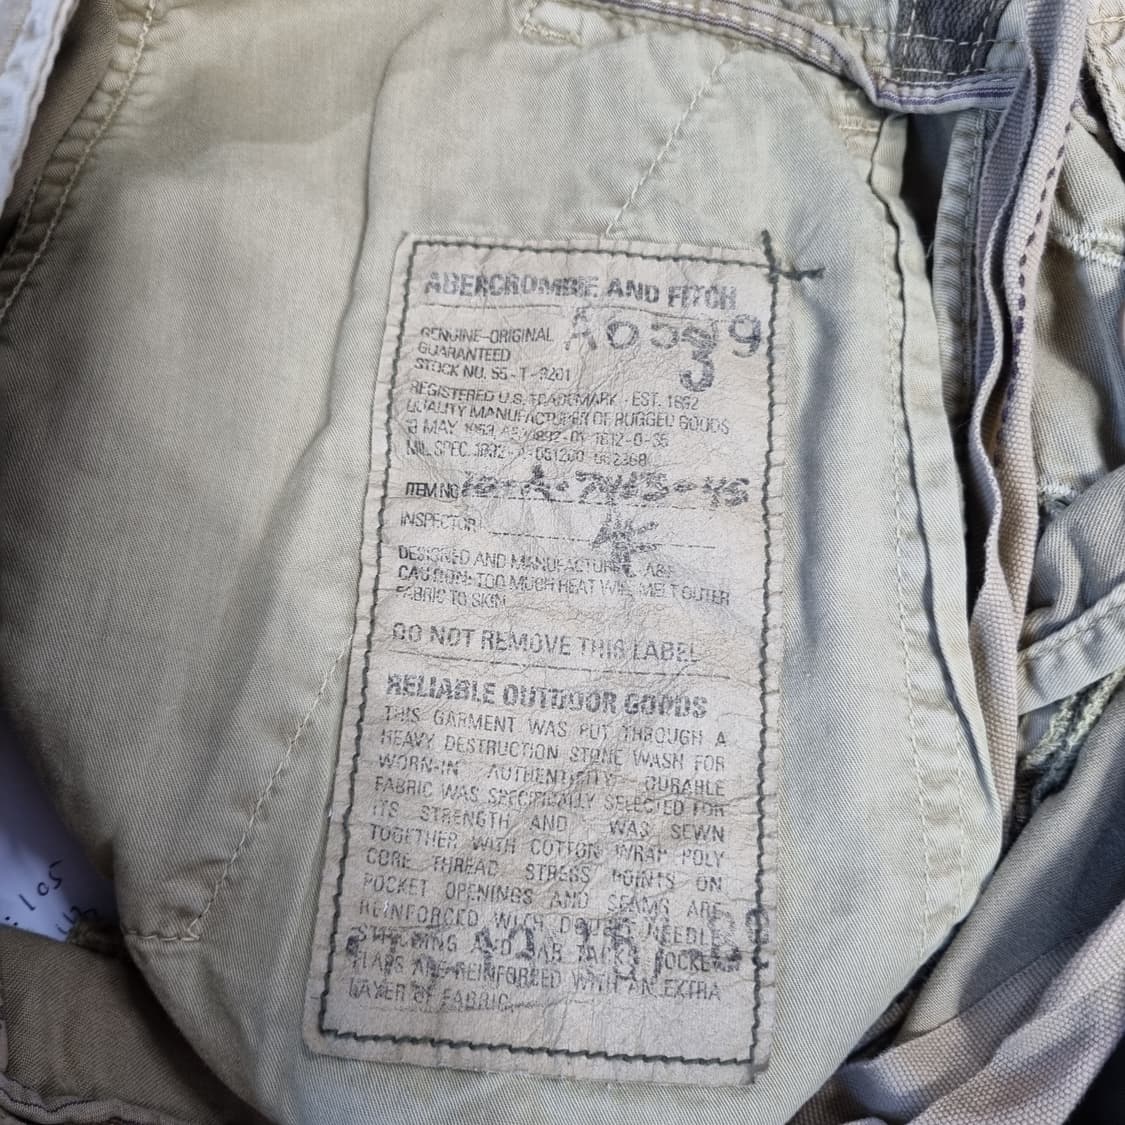 ABERCROMBIE AND FITCH
GENUINE-ORIGINAL
GUARANTEED
STOCK NO. 55-T-3201
3
REGISTERED U.S. TRADEMARK - EST. 1892
QUALITY MANUFACTURER OF RUGGED GOODS
MAY
MIL SPEC.
ITEM NO
INSPECTOR
DESIGNED AND MANUFACTURED A&F
CAUTION: TOO MUCH HEAT WILL MELT OUTER
FABRIC TO SKIN
DO NOT REMOVE THIS LABEL
RELIABLE OUTDOOR GOODS
THIS GARMENT WAS PUT THROUGH A
HEAVY DESTRUCTION STONE WASH FOR
WORN-IN AUTHENTICITY DURABLE
FABRIC WAS SPECIFICALLY SELECTED FOR
ITS STRENGTH AND WAS SEWN
TOGETHER WITH COTTON WRAP POLY
CORE THREAD STRESS POINTS ON
POCKET OPENINGS AND SEAMS ARE
REINFORCED WITH DOUBLE NEEDLE
STITCHING AND BAR TACKS POCKET
FLAPS ARE REINFORCED WITH AN EXTRA
LAYER OF FABRIC